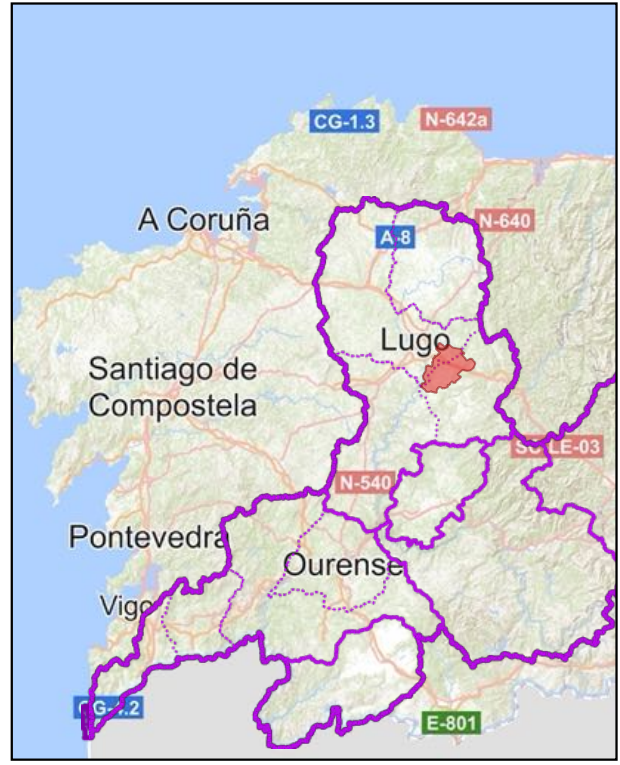 CG-1.3
N-642a
A Coruña
N-640
A-8
Lugo
Santiago de
Compostela
N-540
Pontevedra
Ourense
Vigo
E-801